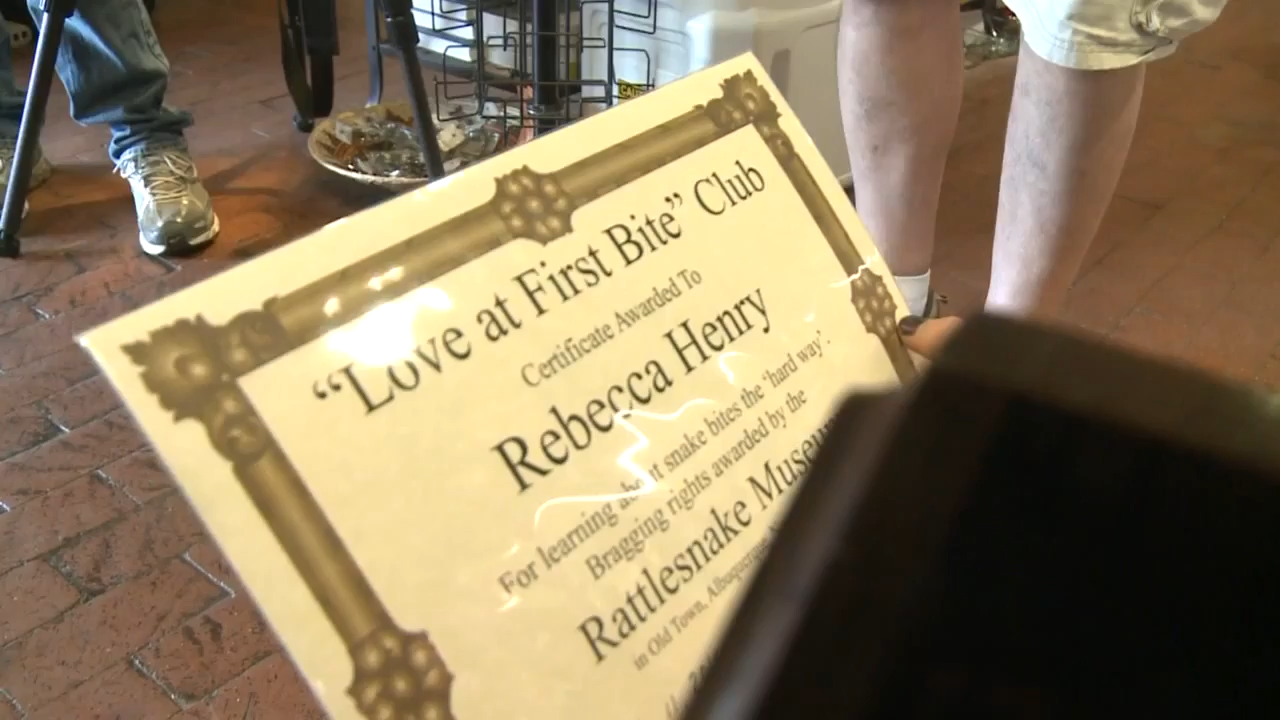 “Love at First Bite” Club
Certificate Awarded To
Rebecca Henry
For learning about snake bites the ‘hard way’.
Bragging rights awarded by the
Rattlesnake Museum
in Old Town, Albuquerque